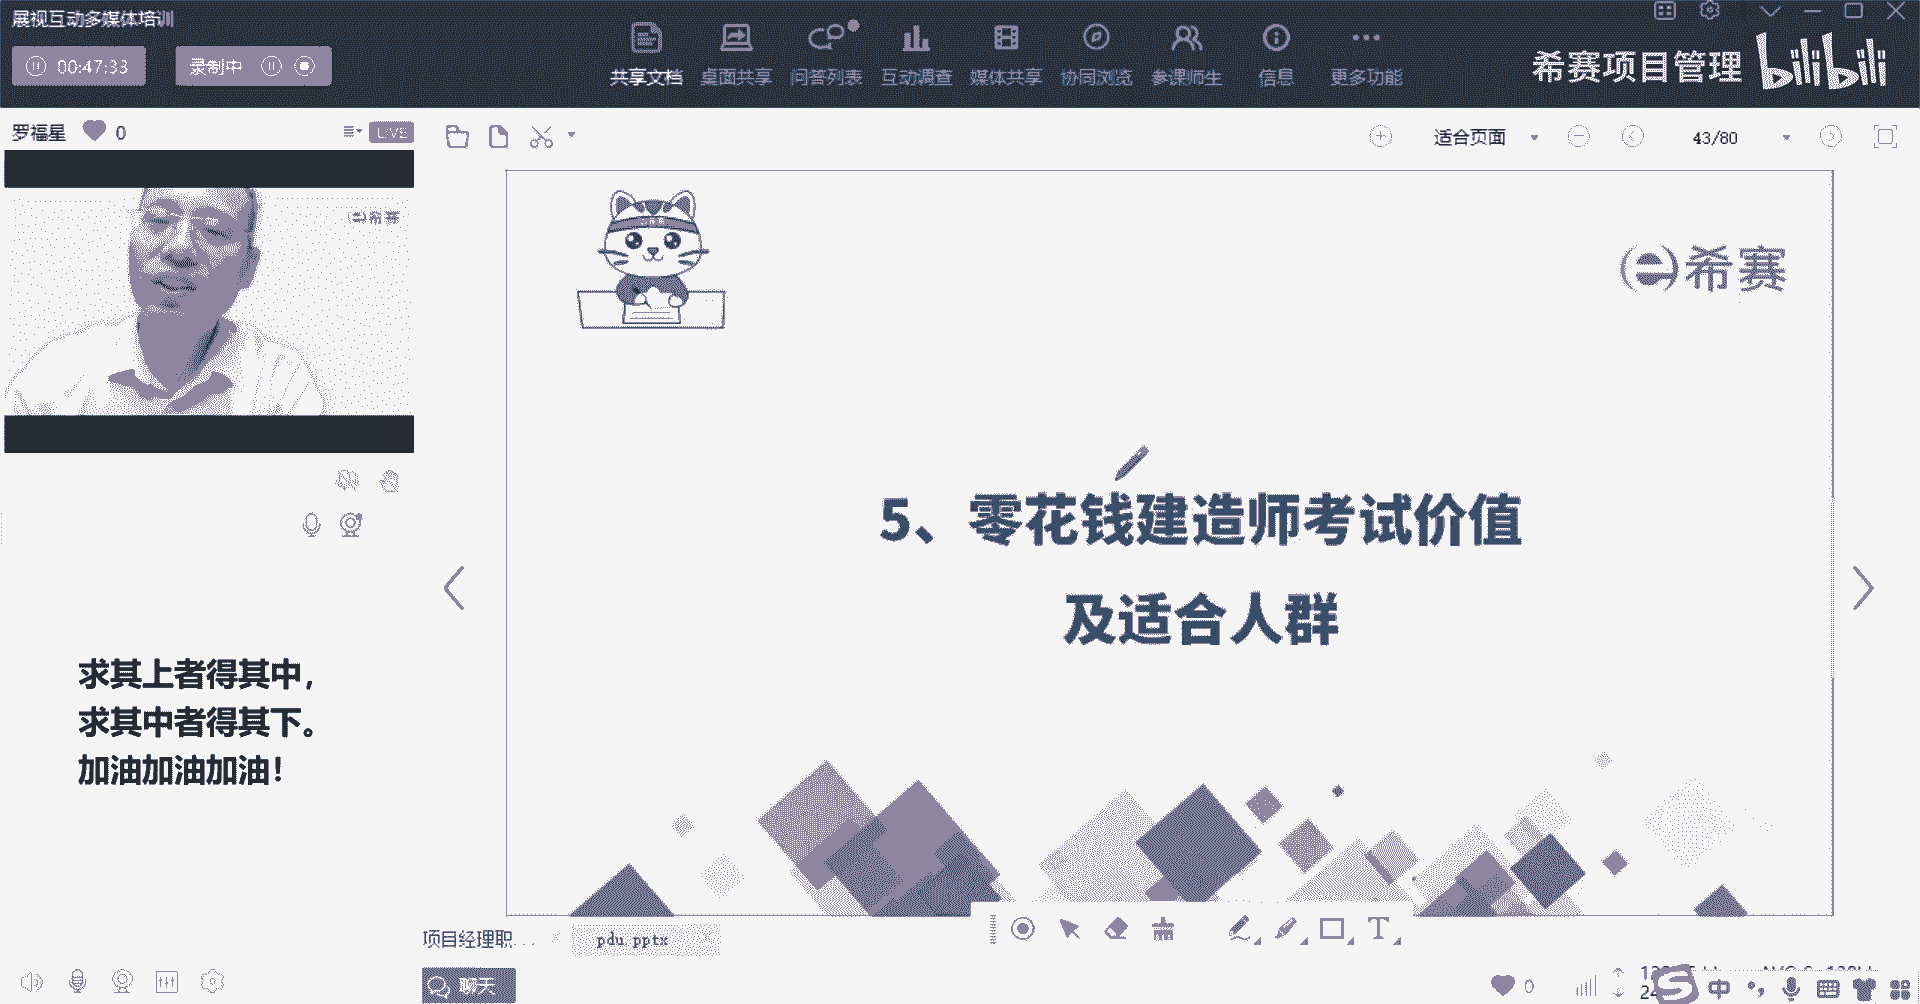 展视互动多媒体培训
00:47:33
录制中
共享文档
桌面共享
问答列表
互动调查
媒体共享
协同浏览
参课师生
信息
更多功能
希赛项目管理
bilibili
罗福星
0
LIVE
适合页面
43/80
希赛
希赛
5、零花钱建造师考试价值
及适合人群
求其上者得其中，
求其中者得其下。
加油加油加油！
项目经理职...
pdu.pptx
聊天
0
中